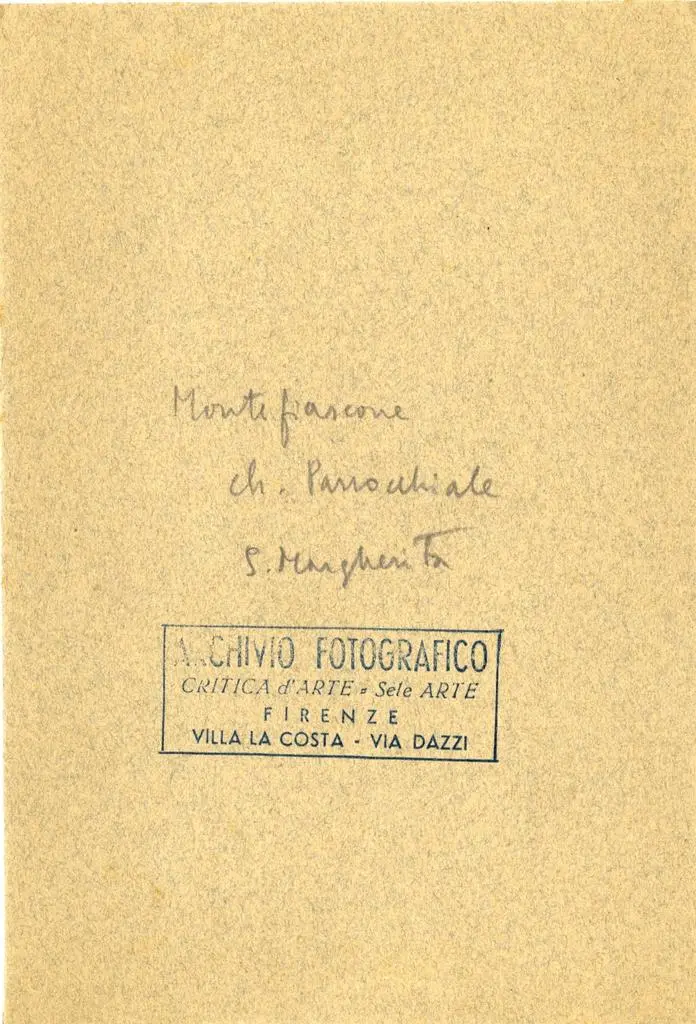 Montefiascone
ch. Parrocchiale
S. Margherita
ARCHIVIO FOTOGRAFICO
CRITICA d'ARTE = Sele ARTE
FIRENZE
VILLA LA COSTA - VIA DAZZI